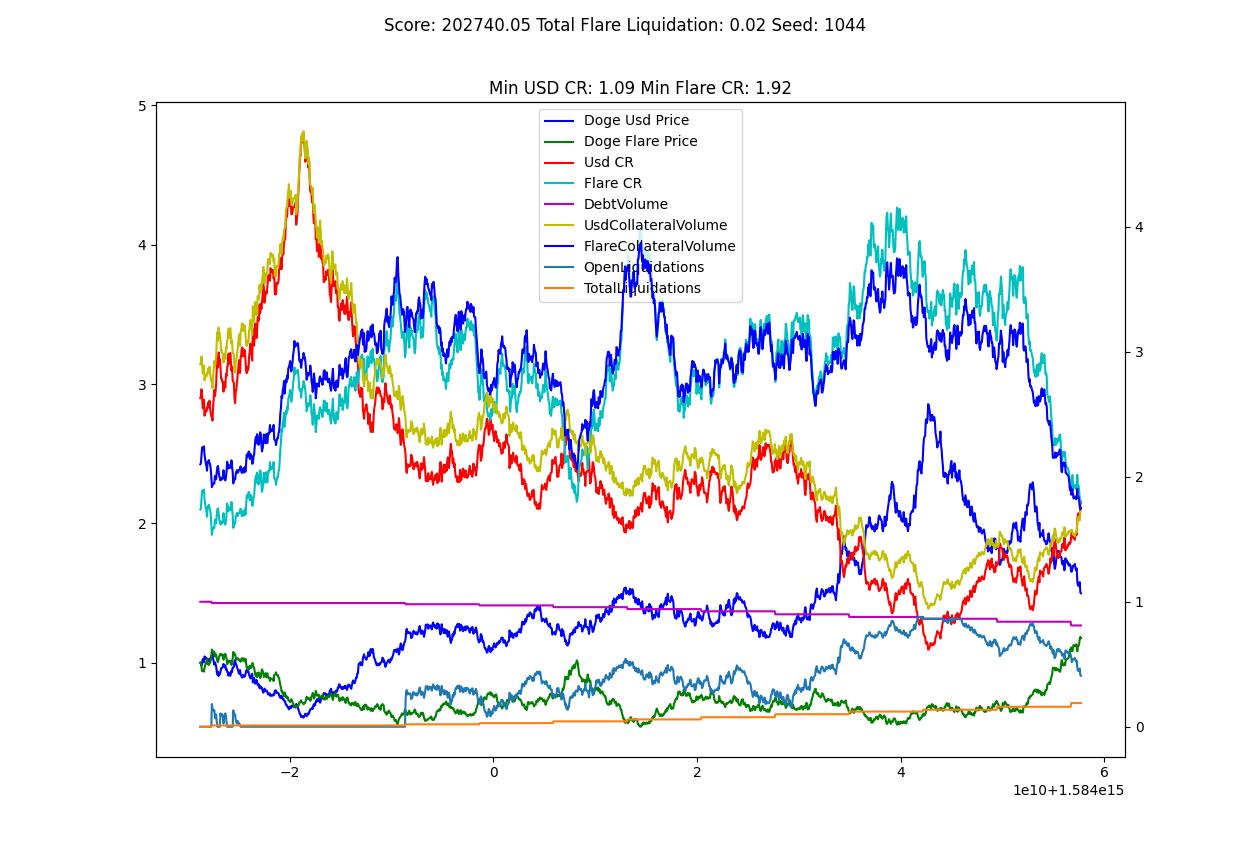 Score: 202740.05 Total Flare Liquidation: 0.02 Seed: 1044
Min USD CR: 1.09 Min Flare CR: 1.92
Doge Usd Price
Doge Flare Price
Usd CR
Flare CR
DebtVolume
UsdCollateralVolume
FlareCollateralVolume
OpenLiquidations
TotalLiquidations
5
4
3
2
1
4
3
2
1
0
−2
0
2
4
6
1e10+1.584e15